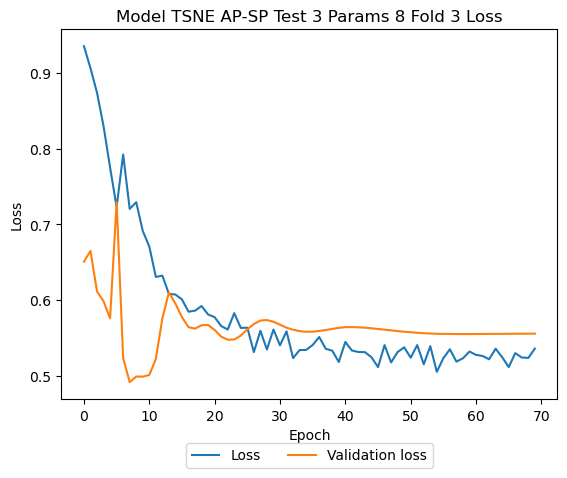 Model TSNE AP-SP Test 3 Params 8 Fold 3 Loss
Loss
0.9
0.8
0.7
0.6
0.5
0 10 20 30 40 50 60 70
Epoch
Loss Validation loss